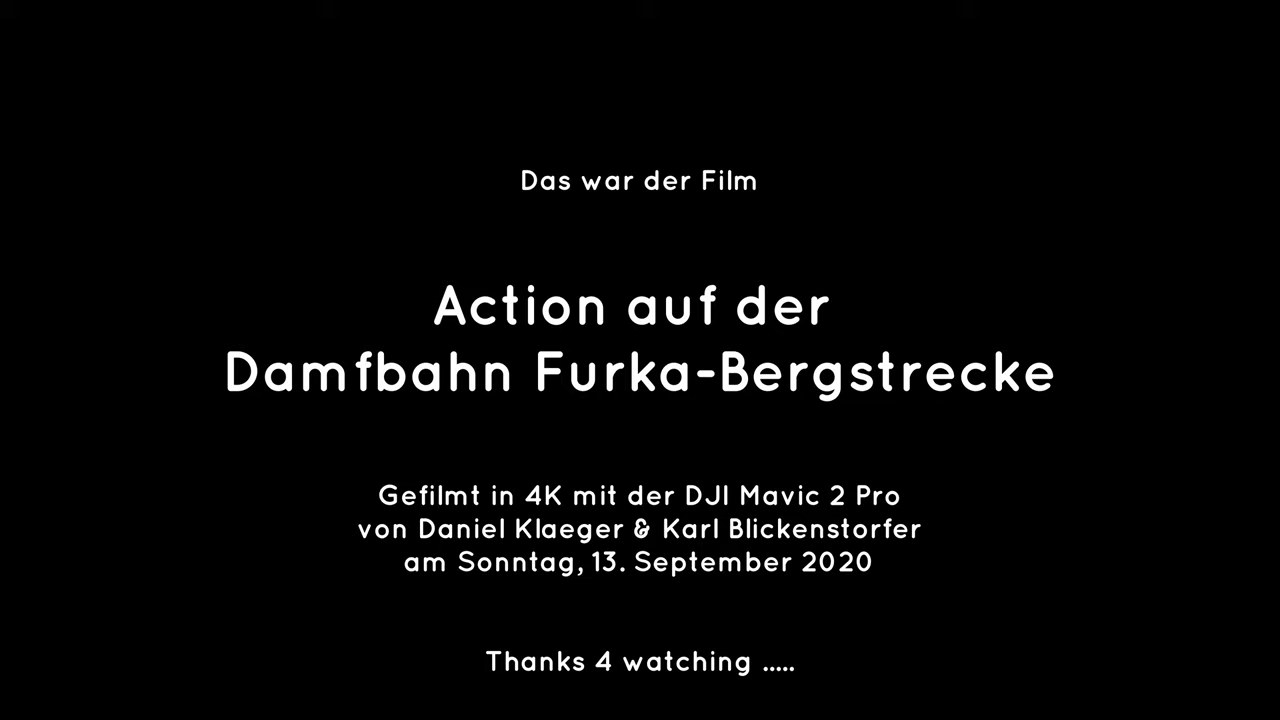 Das war der Film
Action auf der
Damfbahn Furka-Bergstrecke
Gefilmt in 4K mit der DJI Mavic 2 Pro
von Daniel Klaeger & Karl Blickenstorfer
am Sonntag, 13. September 2020
Thanks 4 watching .....